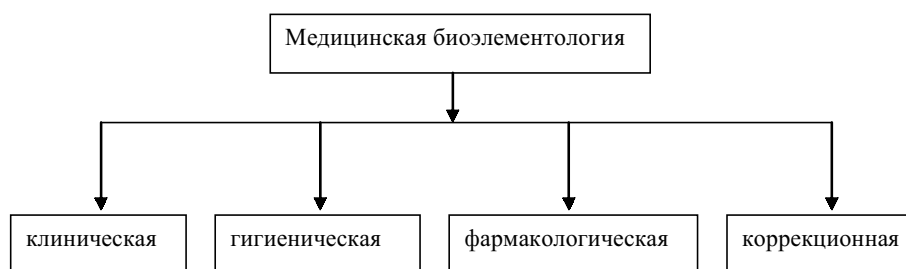 Медицинская биоэлементология
клиническая
гигиеническая
фармакологическая
коррекционная